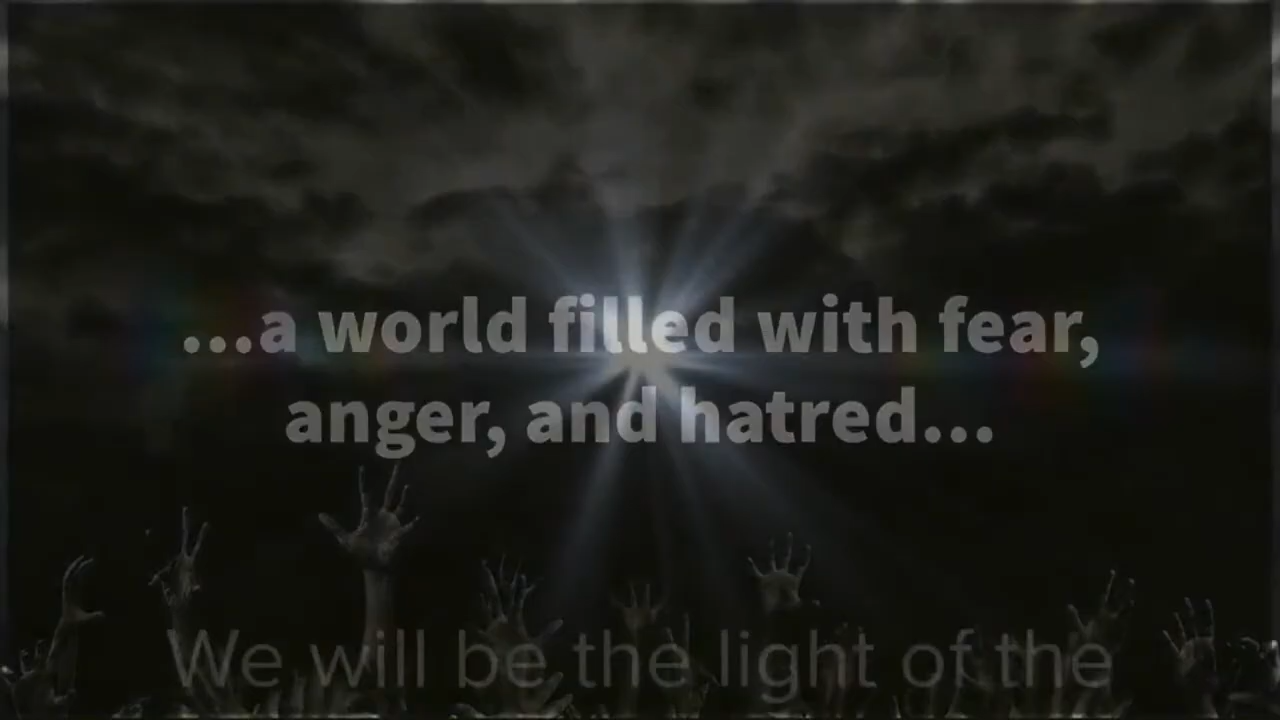 ...a world filled with fear,
anger, and hatred...
We will be the light of the